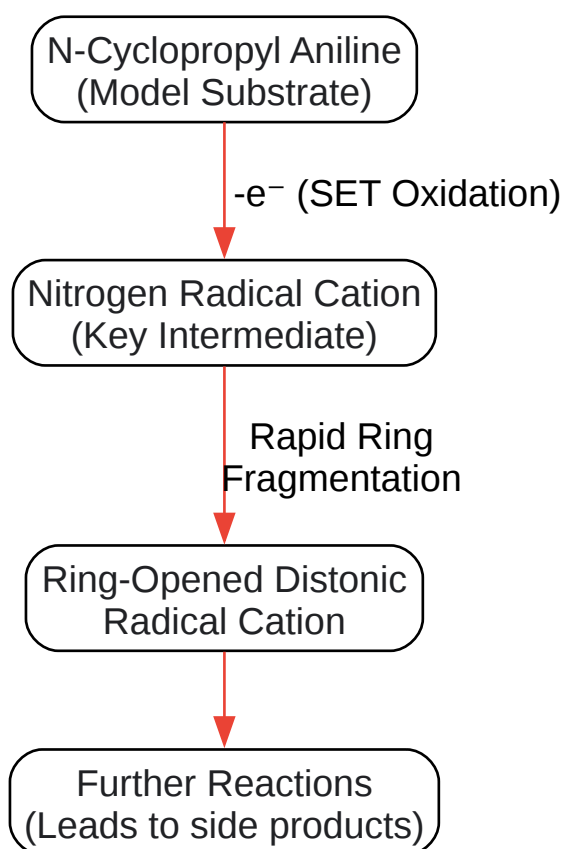 N-Cyclopropyl Aniline
(Model Substrate)
-e⁻ (SET Oxidation)
Nitrogen Radical Cation
(Key Intermediate)
Rapid Ring
Fragmentation
Ring-Opened Distonic
Radical Cation
Further Reactions
(Leads to side products)